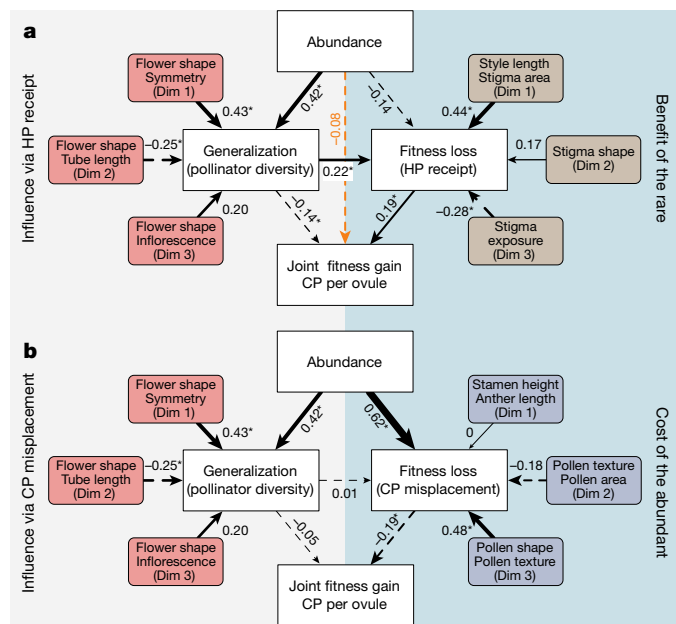 a
Influence via HP receipt
Benefit of the rare
Abundance
Flower shape
Symmetry
(Dim 1)
0.43*
0.42*
−0.08
−0.14
Style length
Stigma area
(Dim 1)
0.44*
Flower shape
Tube length
(Dim 2)
−0.25*
Generalization
(pollinator diversity)
0.22*
Fitness loss
(HP receipt)
0.17
Stigma shape
(Dim 2)
Flower shape
Inflorescence
(Dim 3)
0.20
−0.14*
0.19*
−0.28*
Stigma
exposure
(Dim 3)
Joint fitness gain
CP per ovule
b
Influence via CP misplacement
Cost of the abundant
Abundance
Flower shape
Symmetry
(Dim 1)
0.43*
0.42*
0.62*
Stamen height
Anther length
(Dim 1)
0
Flower shape
Tube length
(Dim 2)
−0.25*
Generalization
(pollinator diversity)
0.01
Fitness loss
(CP misplacement)
−0.18
Pollen texture
Pollen area
(Dim 2)
Flower shape
Inflorescence
(Dim 3)
0.20
−0.05
−0.19*
0.48*
Pollen shape
Pollen texture
(Dim 3)
Joint fitness gain
CP per ovule